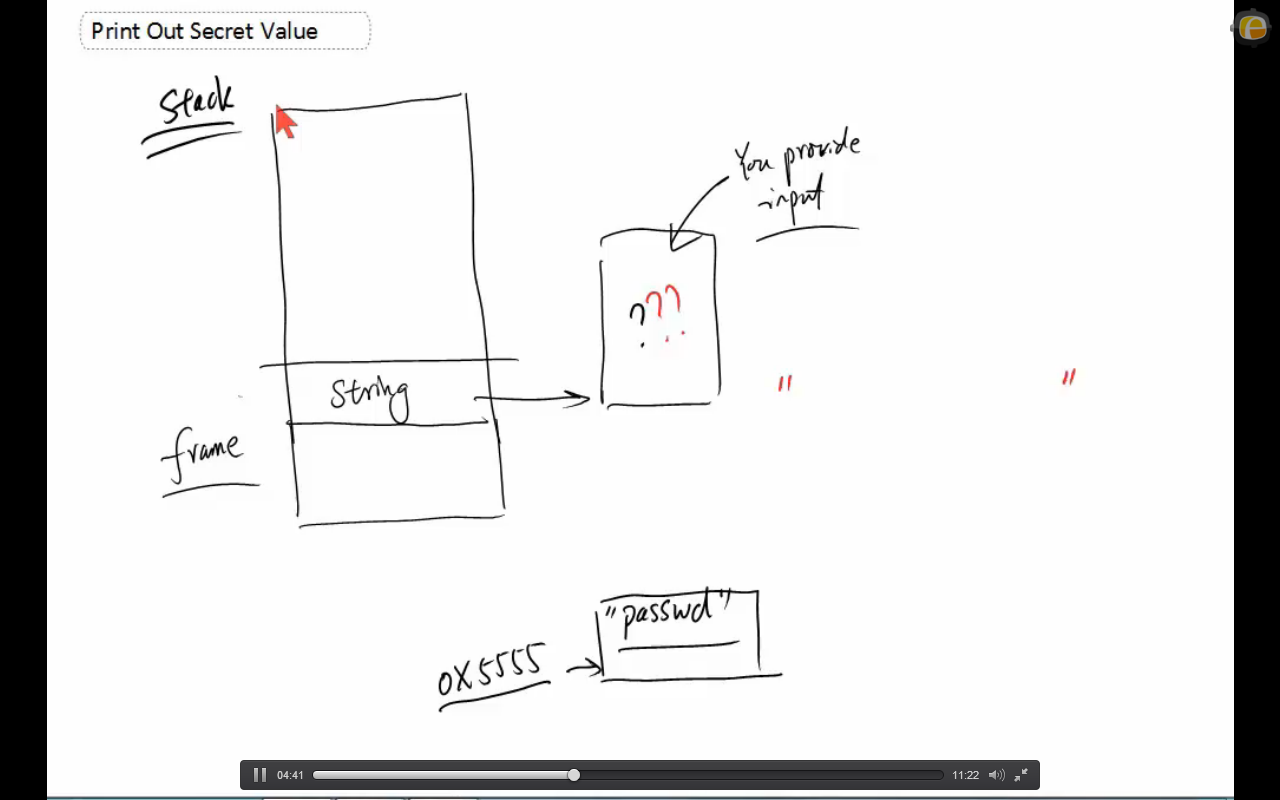 Print Out Secret Value
Stack
You provide
input
???
String
" "
frame
"passwd"
0X5555
04:41
11:22